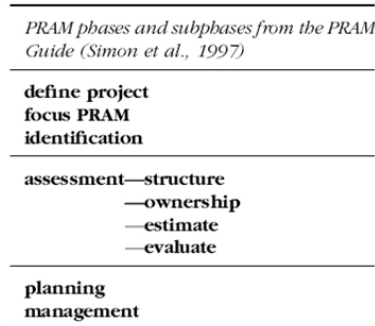 PRAM phases and subphases from the PRAM
Guide (Simon et al., 1997)
define project
focus PRAM
identification
assessment—structure
—ownership
—estimate
—evaluate
planning
management